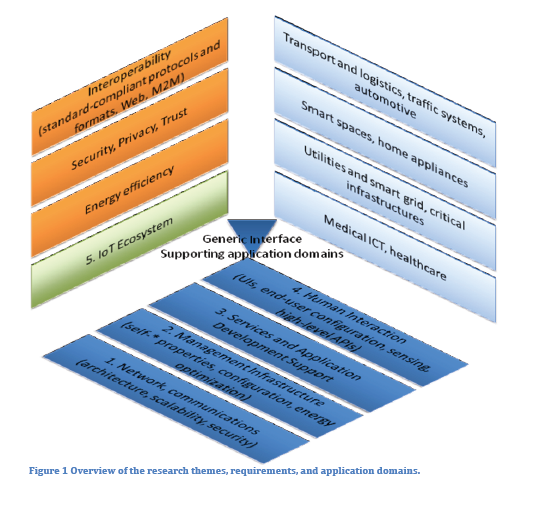 Interoperability
(standard-compliant protocols and
formats, Web, M2M)
Security, Privacy, Trust
Energy efficiency
5. IoT Ecosystem
Transport and logistics, traffic systems,
automotive
Smart spaces, home appliances
Utilities and smart grid, critical
infrastructures
Medical ICT, healthcare
Generic Interface
Supporting application domains
4. Human Interaction
(UIs, end-user configuration, sensing,
high-level APIs)
3. Services and Application
Development Support
2. Management Infrastructure
(self-* properties, configuration, energy
optimization)
1. Network, communications
(architecture, scalability, security)
Figure 1 Overview of the research themes, requirements, and application domains.